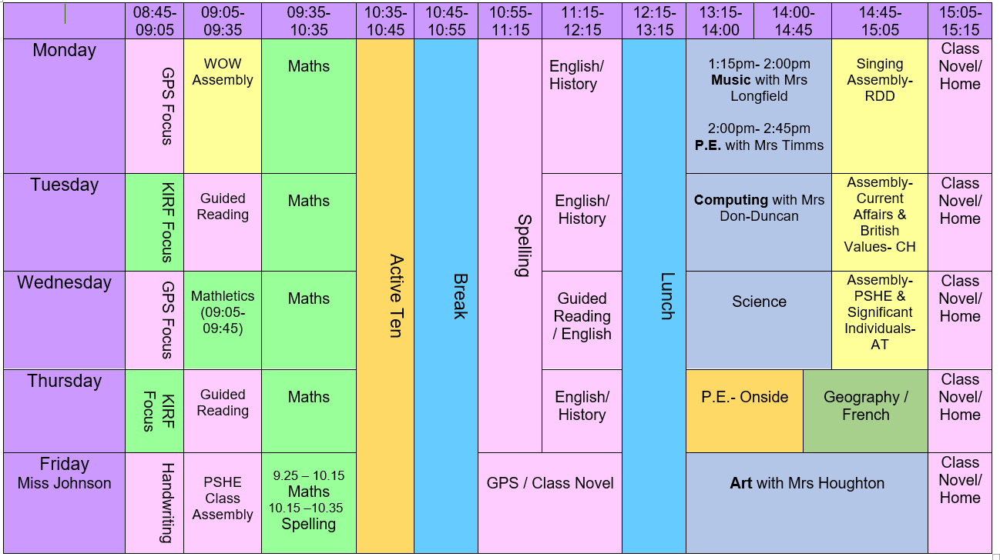 08:45-
09:05
09:05-
09:35
09:35-
10:35
10:35-
10:45
10:45-
10:55
10:55-
11:15
11:15-
12:15
12:15-
13:15
13:15-
14:00
14:00-
14:45
14:45-
15:05
15:05-
15:15
Monday
GPS Focus
WOW
Assembly
Maths
Active Ten
Break
Spelling
English/
History
Lunch
1:15pm- 2:00pm
Music with Mrs
Longfield
2:00pm- 2:45pm
P.E. with Mrs Timms
Singing
Assembly-
RDD
Class
Novel/
Home
Tuesday
KIRF Focus
Guided
Reading
Maths
English/
History
Computing with Mrs
Don-Duncan
Assembly-
Current
Affairs &
British
Values- CH
Class
Novel/
Home
Wednesday
GPS Focus
Mathletics
(09:05-
09:45)
Maths
Guided
Reading
/ English
Science
Assembly-
PSHE &
Significant
Individuals-
AT
Class
Novel/
Home
Thursday
KIRF
Focus
Guided
Reading
Maths
English/
History
P.E.- Onside
Geography /
French
Class
Novel/
Home
Friday
Miss Johnson
Handwriting
PSHE
Class
Assembly
9.25 – 10.15
Maths
10.15 –10.35
Spelling
GPS / Class Novel
Art with Mrs Houghton
Class
Novel/
Home